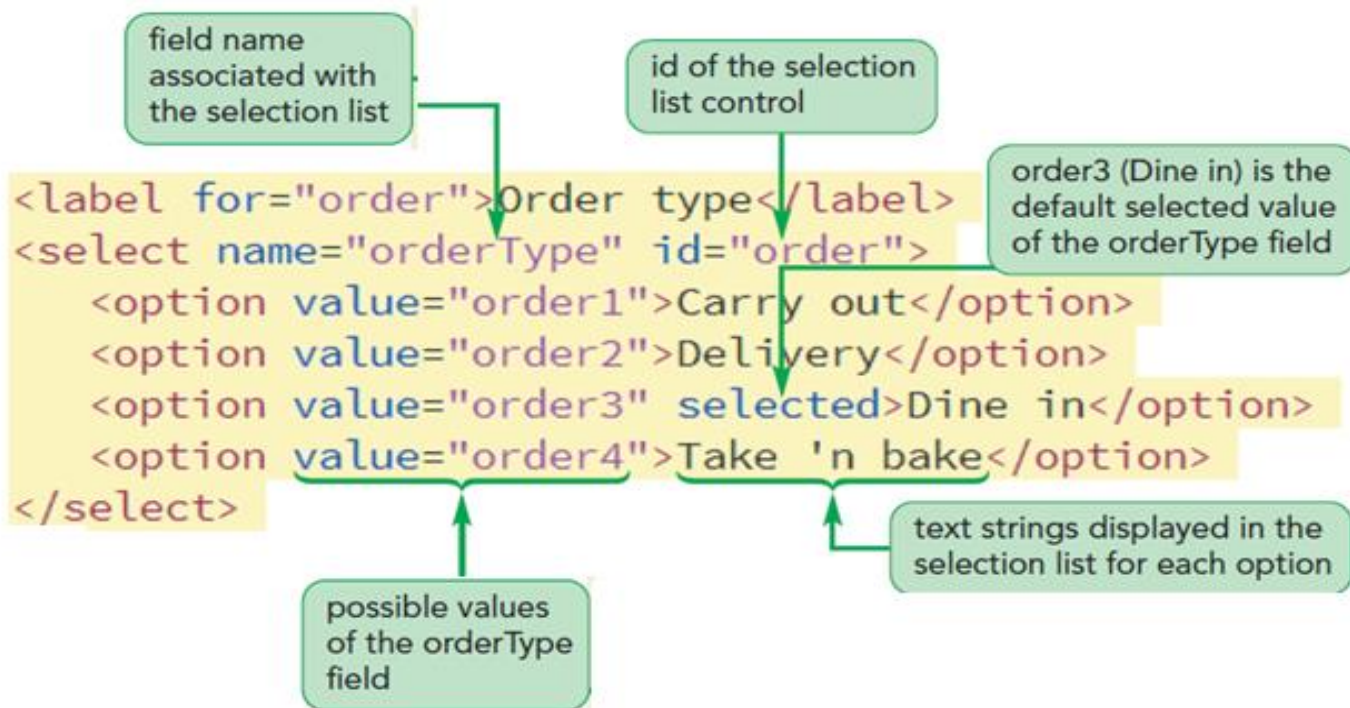 field name
associated with
the selection list
id of the selection
list control
order3 (Dine in) is the
default selected value
of the orderType field
<label for="order">Order type</label>
<select name="orderType" id="order">
<option value="order1">Carry out</option>
<option value="order2">Delivery</option>
<option value="order3" selected>Dine in</option>
<option value="order4">Take 'n bake</option>
</select>
text strings displayed in the
selection list for each option
possible values
of the orderType
field